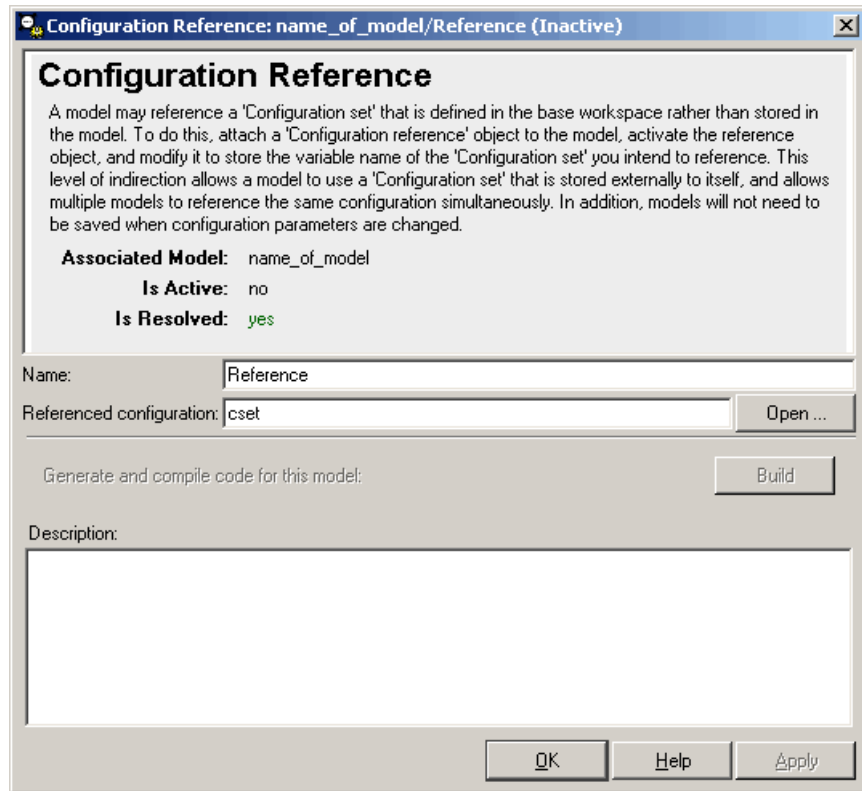 Configuration Reference: name_of_model/Reference (Inactive)
Configuration Reference
A model may reference a 'Configuration set' that is defined in the base workspace rather than stored in
the model. To do this, attach a 'Configuration reference' object to the model, activate the reference
object, and modify it to store the variable name of the 'Configuration set' you intend to reference. This
level of indirection allows a model to use a 'Configuration set' that is stored externally to itself, and allows
multiple models to reference the same configuration simultaneously. In addition, models will not need to
be saved when configuration parameters are changed.
Associated Model: name_of_model
Is Active: no
Is Resolved: yes
Name: Reference
Referenced configuration: cset Open ...
Generate and compile code for this model: Build
Description:
OK Help Apply